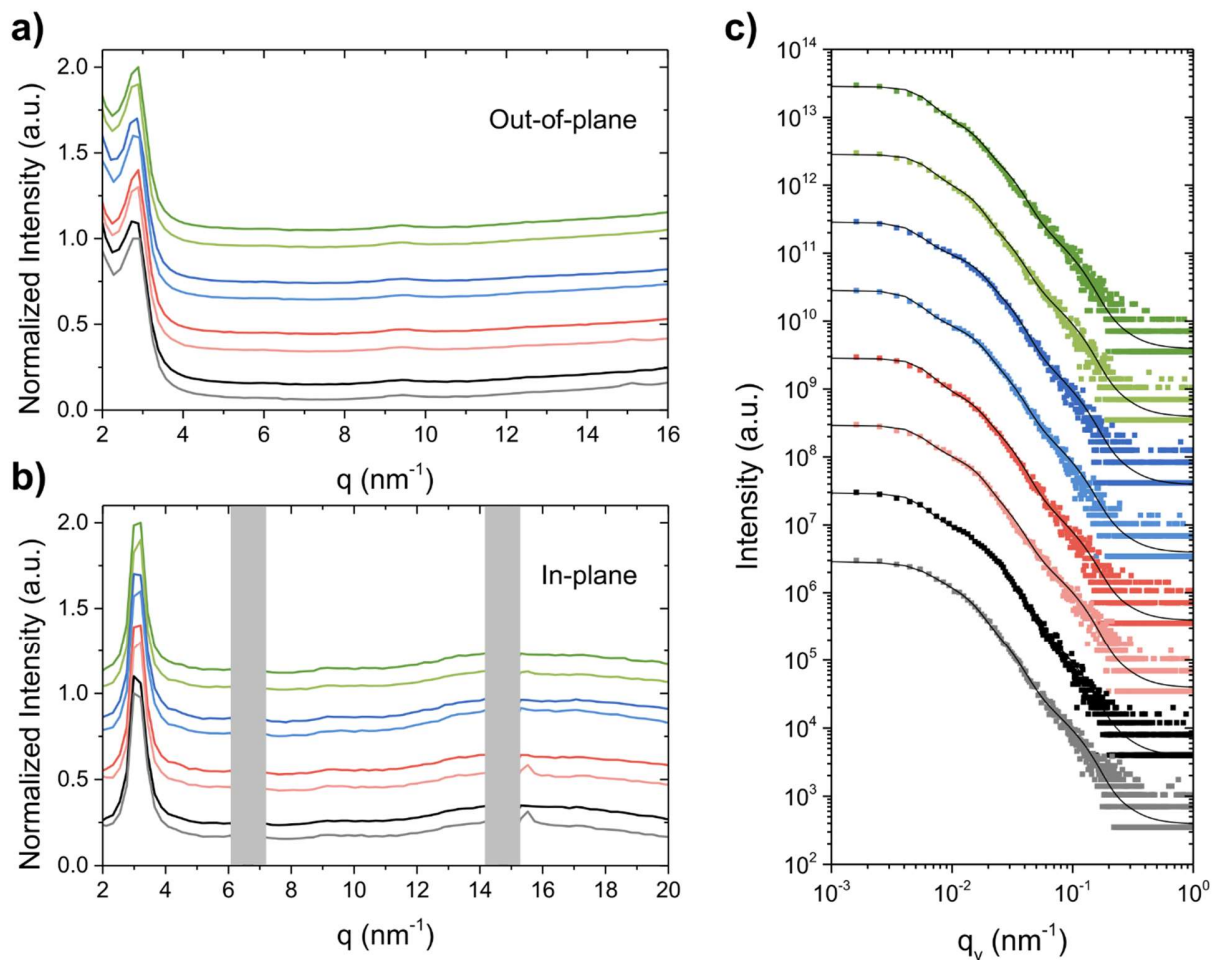 a)
2.0
1.5
1.0
0.5
0.0
Normalized Intensity (a.u.)
Out-of-plane
2 4 6 8 10 12 14 16
q (nm⁻¹)
b)
2.0
1.5
1.0
0.5
0.0
Normalized Intensity (a.u.)
In-plane
2 4 6 8 10 12 14 16 18 20
q (nm⁻¹)
c)
10¹⁴
10¹³
10¹²
10¹¹
10¹⁰
10⁹
10⁸
10⁷
10⁶
10⁵
10⁴
10³
10²
Intensity (a.u.)
10⁻³ 10⁻² 10⁻¹ 10⁰
q_y (nm⁻¹)